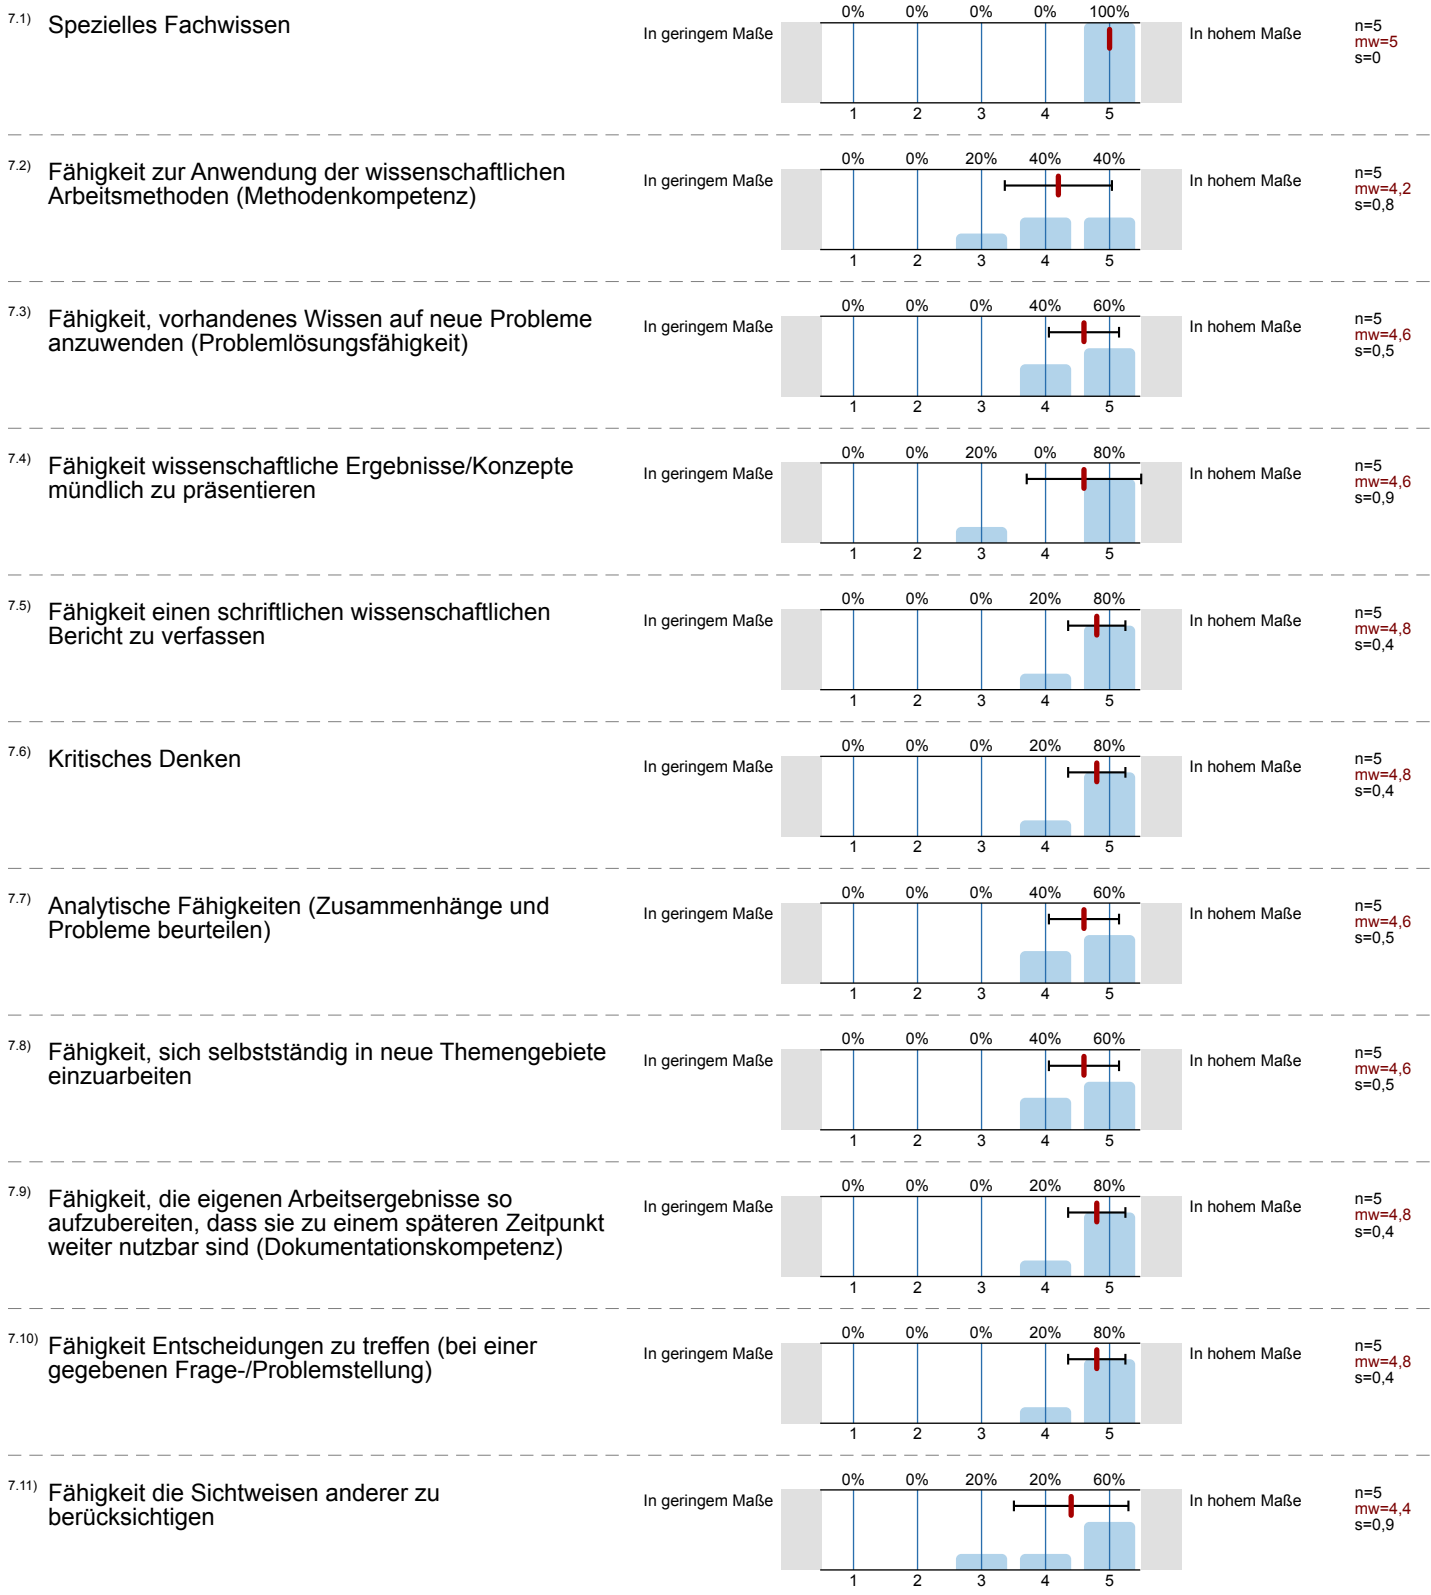 7.1) Spezielles Fachwissen
0% 0% 0% 0% 100%
In geringem Maße In hohem Maße
n=5
mw=5
s=0
1 2 3 4 5
7.2) Fähigkeit zur Anwendung der wissenschaftlichen
Arbeitsmethoden (Methodenkompetenz)
0% 0% 20% 40% 40%
In geringem Maße In hohem Maße
n=5
mw=4,2
s=0,8
1 2 3 4 5
7.3) Fähigkeit, vorhandenes Wissen auf neue Probleme
anzuwenden (Problemlösungsfähigkeit)
0% 0% 0% 40% 60%
In geringem Maße In hohem Maße
n=5
mw=4,6
s=0,5
1 2 3 4 5
7.4) Fähigkeit wissenschaftliche Ergebnisse/Konzepte
mündlich zu präsentieren
0% 0% 20% 0% 80%
In geringem Maße In hohem Maße
n=5
mw=4,6
s=0,9
1 2 3 4 5
7.5) Fähigkeit einen schriftlichen wissenschaftlichen
Bericht zu verfassen
0% 0% 0% 20% 80%
In geringem Maße In hohem Maße
n=5
mw=4,8
s=0,4
1 2 3 4 5
7.6) Kritisches Denken
0% 0% 0% 20% 80%
In geringem Maße In hohem Maße
n=5
mw=4,8
s=0,4
1 2 3 4 5
7.7) Analytische Fähigkeiten (Zusammenhänge und
Probleme beurteilen)
0% 0% 0% 40% 60%
In geringem Maße In hohem Maße
n=5
mw=4,6
s=0,5
1 2 3 4 5
7.8) Fähigkeit, sich selbstständig in neue Themengebiete
einzuarbeiten
0% 0% 0% 40% 60%
In geringem Maße In hohem Maße
n=5
mw=4,6
s=0,5
1 2 3 4 5
7.9) Fähigkeit, die eigenen Arbeitsergebnisse so
aufzubereiten, dass sie zu einem späteren Zeitpunkt
weiter nutzbar sind (Dokumentationskompetenz)
0% 0% 0% 20% 80%
In geringem Maße In hohem Maße
n=5
mw=4,8
s=0,4
1 2 3 4 5
7.10) Fähigkeit Entscheidungen zu treffen (bei einer
gegebenen Frage-/Problemstellung)
0% 0% 0% 20% 80%
In geringem Maße In hohem Maße
n=5
mw=4,8
s=0,4
1 2 3 4 5
7.11) Fähigkeit die Sichtweisen anderer zu
berücksichtigen
0% 0% 20% 20% 60%
In geringem Maße In hohem Maße
n=5
mw=4,4
s=0,9
1 2 3 4 5